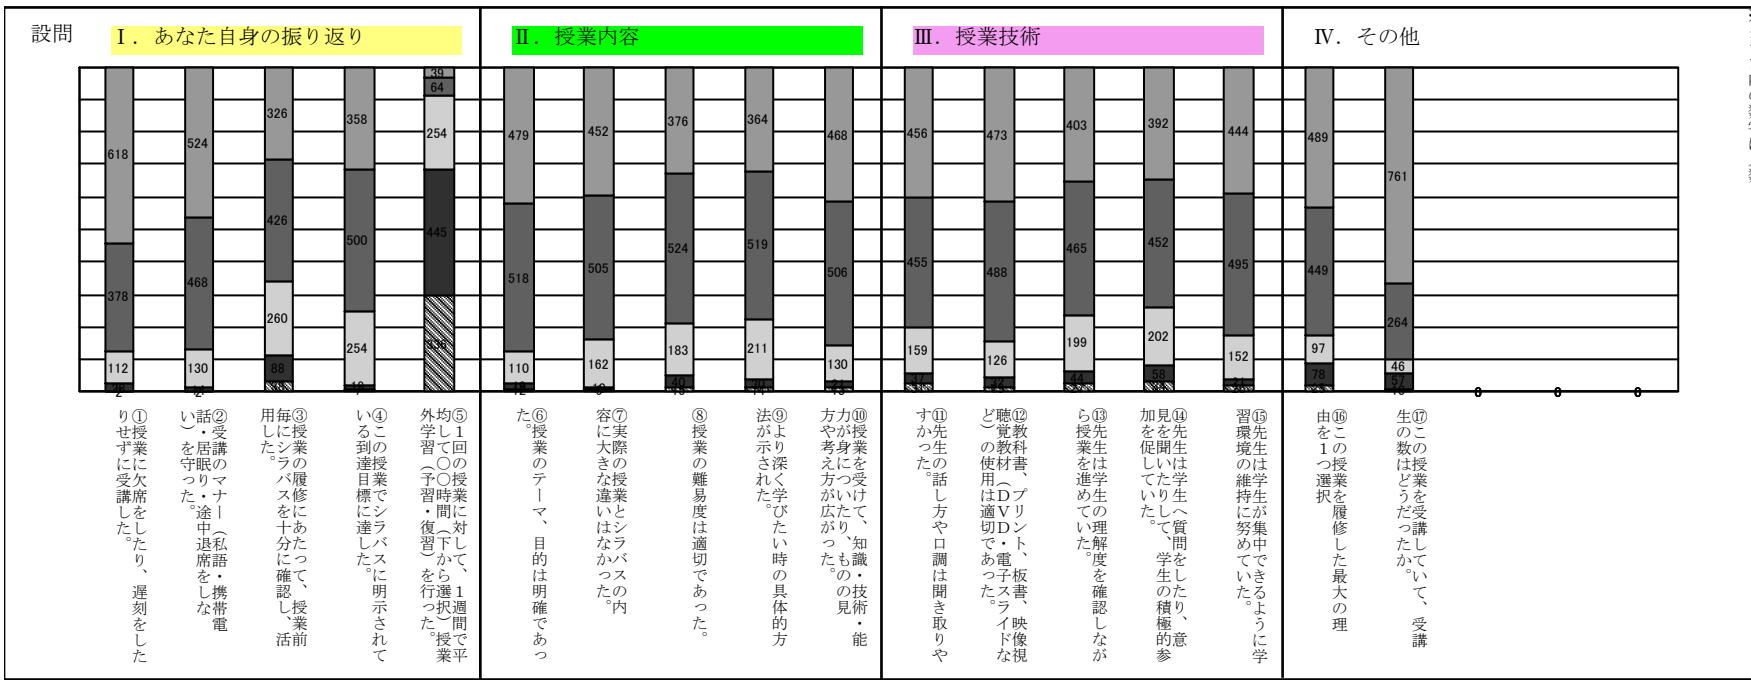 設問
Ⅰ．あなた自身の振り返り
Ⅱ．授業内容
Ⅲ．授業技術
Ⅳ．その他
618
378
112
2
524
468
130
2
326
426
260
88
358
500
254
39
64
254
445
336
479
518
110
452
505
162
376
524
183
40
364
519
211
30
468
506
130
21
456
455
159
37
473
488
126
403
465
199
44
392
452
202
58
444
495
152
21
489
449
97
78
761
264
46
57
0
0
0
①授業に欠席をしたり、遅刻をした
りせずに受講した。
②受講のマナー（私語・携帯電
話・居眠り・途中退席をしな
い）を守った。
③授業の履修にあたって、授業前
毎にシラバスを十分に確認し、活
用した。
④この授業でシラバスに明示されて
いる到達目標に達した。
⑤１回の授業に対して、１週間で平
均して〇〇時間（下から選択）授業
外学習（予習・復習）を行った。
⑥授業のテーマ、目的は明確であっ
た。
⑦実際の授業とシラバスの内
容に大きな違いはなかった。
⑧授業の難易度は適切であった。
⑨より深く学びたい時の具体的方
法が示された。
⑩授業を受けて、知識・技術・能
力が身についたり、ものの見
方や考え方が広がった。
⑪先生の話し方や口調は聞き取りや
すかった。
⑫教科書、プリント、板書、映像視
聴覚教材（ＤＶＤ・電子スライドな
ど）の使用は適切であった。
⑬先生は学生の理解度を確認しなが
ら授業を進めていた。
⑭先生は学生へ質問をしたり、意
見を聞いたりして、学生の積極的参
加を促していた。
⑮先生は学生が集中できるように学
習環境の維持に努めていた。
⑯この授業を履修した最大の理
由を１つ選択
⑰この授業を受講していて、受講
生の数はどうだったか。